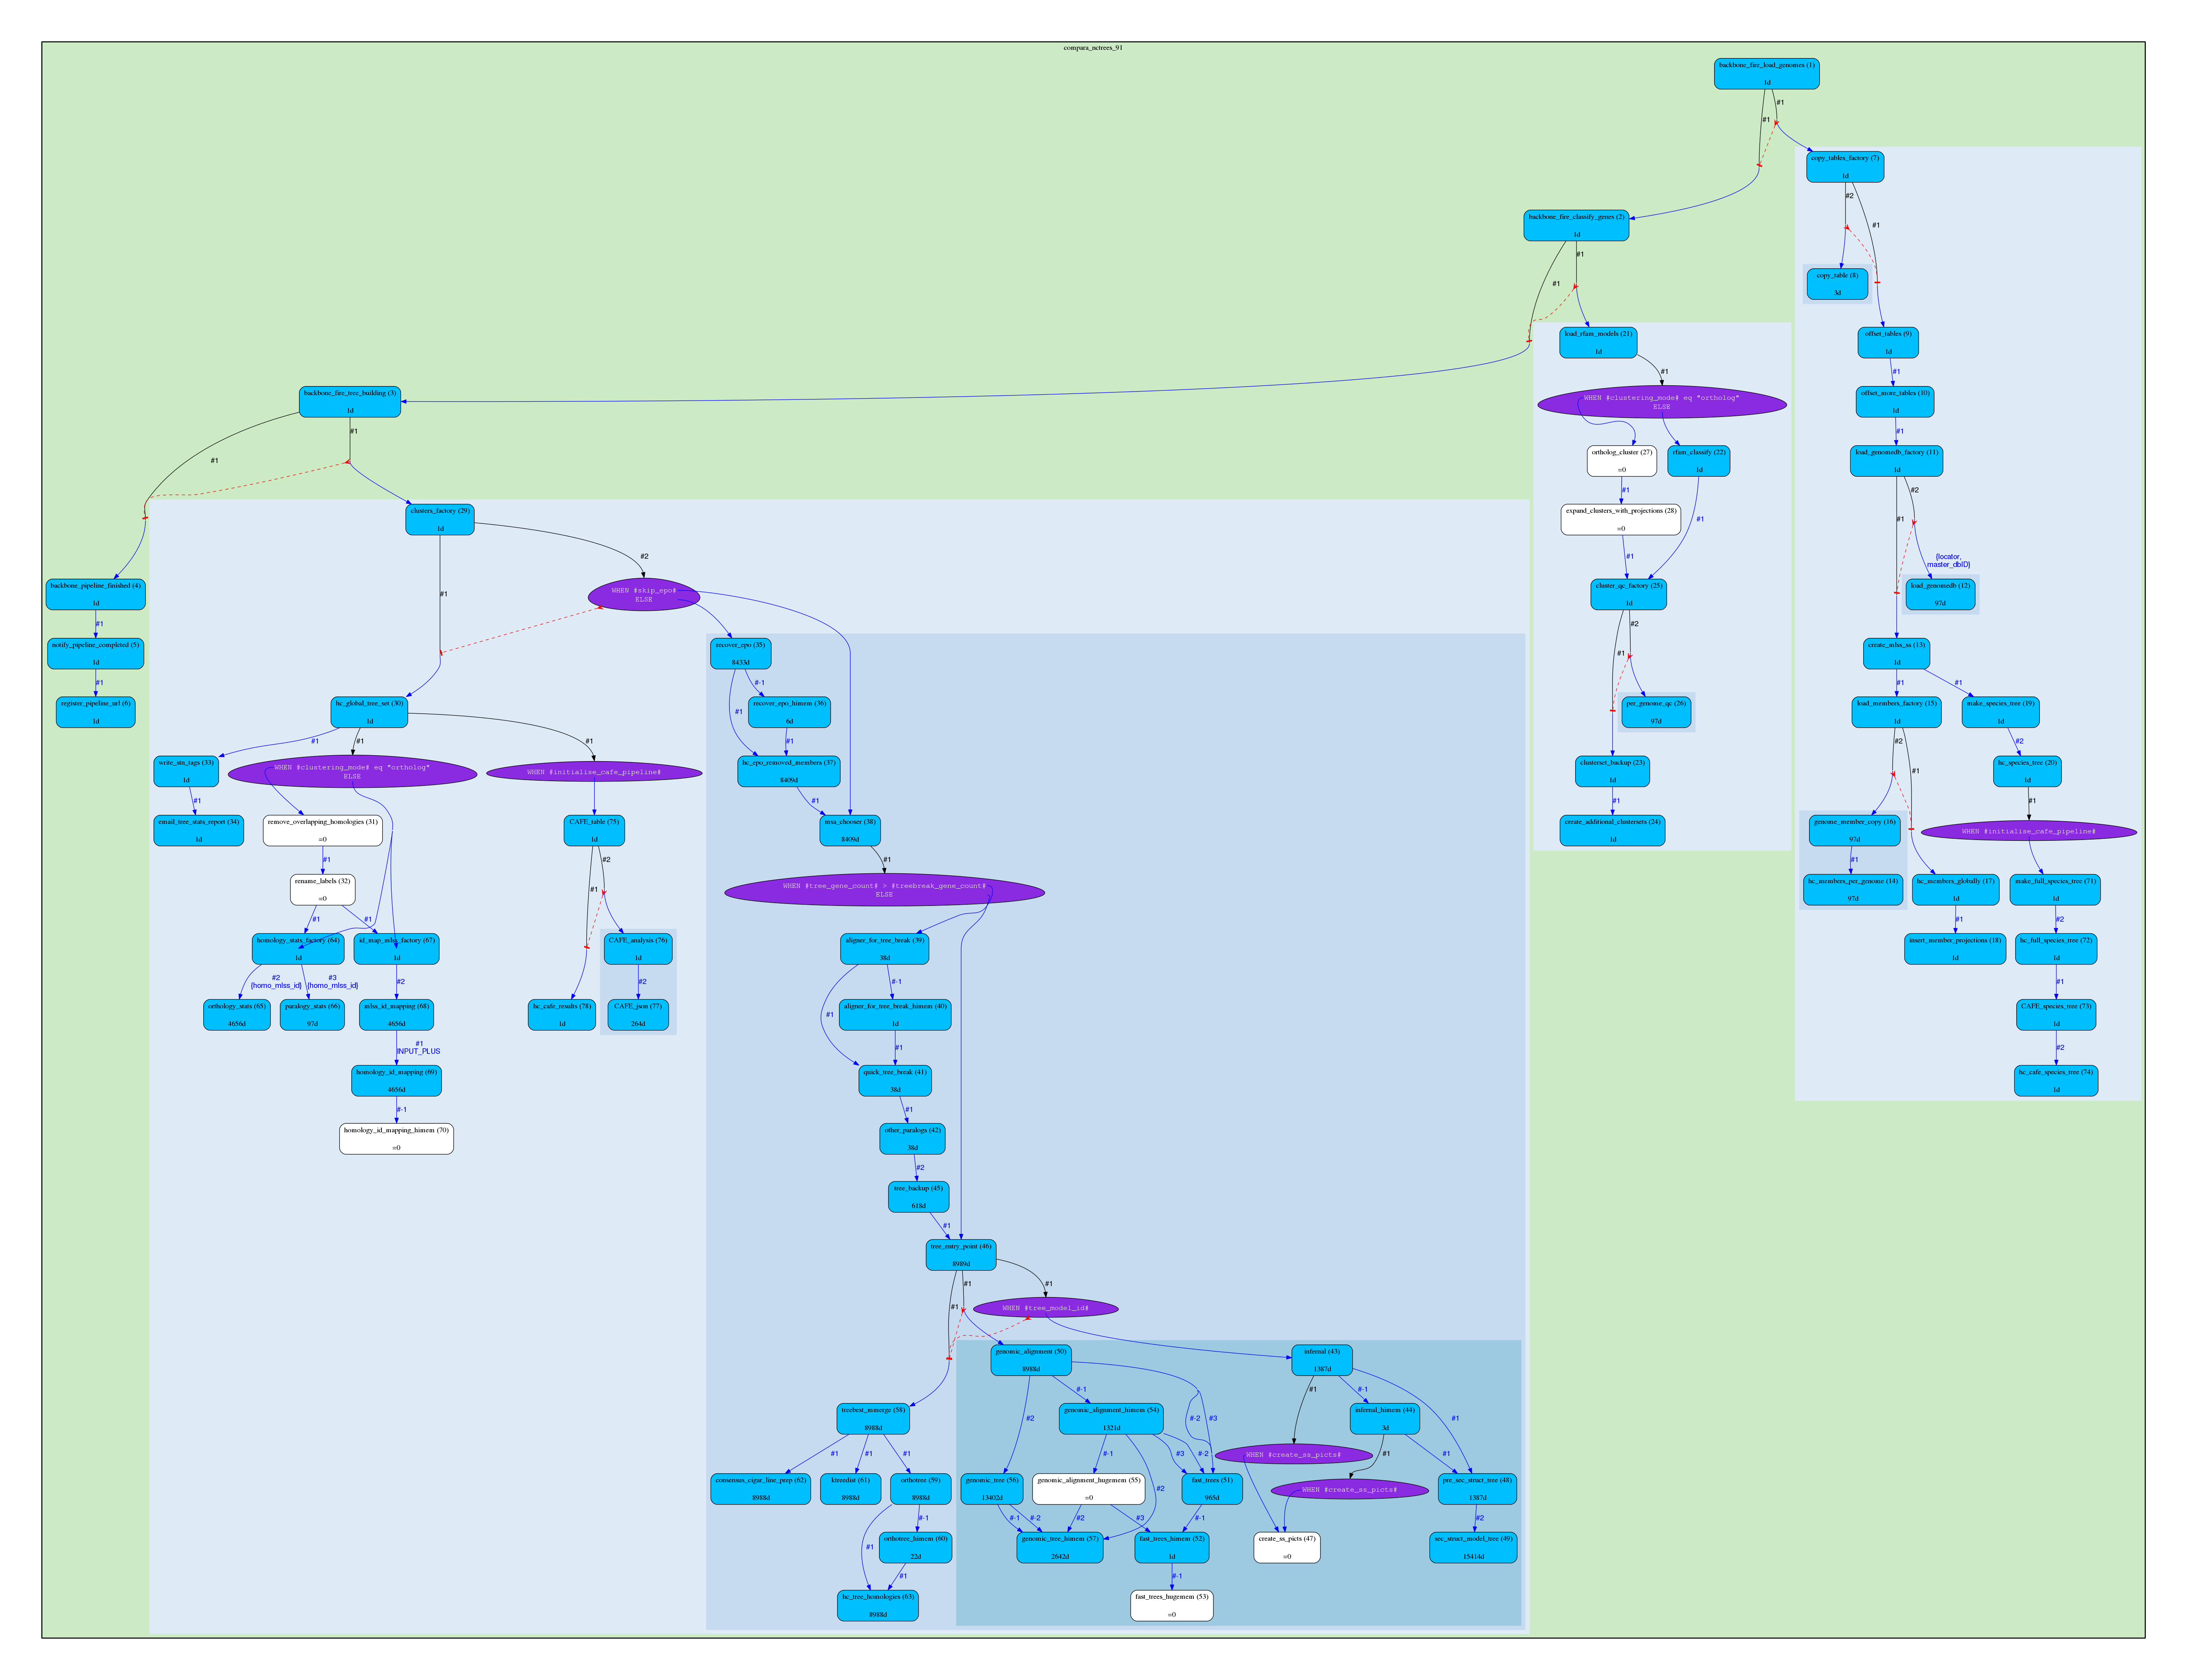 compara_nctrees_91
backbone_fire_load_genomes (1)
1d
#1
#1
copy_tables_factory (7)
1d
#2
#1
backbone_fire_classify_genes (2)
1d
#1
#1
copy_table (8)
3d
load_rfam_models (21)
1d
#1
offset_tables (9)
1d
#1
backbone_fire_tree_building (3)
1d
#1
#1
WHEN #clustering_mode# eq "ortholog"
ELSE
offset_more_tables (10)
1d
#1
ortholog_cluster (27)
=0
#1
rfam_classify (22)
1d
#1
load_genomedb_factory (11)
1d
#2
#1
{locator,
master_dbID}
clusters_factory (29)
1d
#2
#1
expand_clusters_with_projections (28)
=0
#1
backbone_pipeline_finished (4)
1d
#1
WHEN #skip_epo#
ELSE
cluster_qc_factory (25)
1d
#2
#1
load_genomedb (12)
97d
notify_pipeline_completed (5)
1d
#1
recover_epo (35)
8433d
#-1
#1
create_mlss_ss (13)
1d
#1
#1
register_pipeline_url (6)
1d
hc_global_tree_set (30)
1d
#1
#1
#1
recover_epo_himem (36)
6d
#1
per_genome_qc (26)
97d
load_members_factory (15)
1d
#2
#1
make_species_tree (19)
1d
#2
write_stn_tags (33)
1d
#1
WHEN #clustering_mode# eq "ortholog"
ELSE
WHEN #initialise_cafe_pipeline#
hc_epo_removed_members (37)
8409d
#1
clusterset_backup (23)
1d
#1
hc_species_tree (20)
1d
#1
email_tree_stats_report (34)
1d
remove_overlapping_homologies (31)
=0
#1
CAFE_table (75)
1d
#2
#1
msa_chooser (38)
8409d
#1
create_additional_clustersets (24)
1d
genome_member_copy (16)
97d
#1
WHEN #initialise_cafe_pipeline#
rename_labels (32)
=0
#1
#1
WHEN #tree_gene_count# > #treebreak_gene_count#
ELSE
hc_members_per_genome (14)
97d
hc_members_globally (17)
1d
#1
make_full_species_tree (71)
1d
#2
homology_stats_factory (64)
1d
#2
{homo_mlss_id}
#3
{homo_mlss_id}
id_map_mlss_factory (67)
1d
#2
CAFE_analysis (76)
1d
#2
aligner_for_tree_break (39)
38d
#-1
#1
insert_member_projections (18)
1d
hc_full_species_tree (72)
1d
#1
orthology_stats (65)
4656d
paralogy_stats (66)
97d
mlss_id_mapping (68)
4656d
#1
INPUT_PLUS
hc_cafe_results (78)
1d
CAFE_json (77)
264d
aligner_for_tree_break_himem (40)
1d
#1
CAFE_species_tree (73)
1d
#2
homology_id_mapping (69)
4656d
#-1
quick_tree_break (41)
38d
#1
hc_cafe_species_tree (74)
1d
homology_id_mapping_himem (70)
=0
other_paralogs (42)
38d
#2
tree_backup (45)
618d
#1
tree_entry_point (46)
8989d
#1
#1
#1
WHEN #tree_model_id#
genomic_alignment (50)
8988d
#-1
#2
#-2
#3
infernal (43)
1387d
#1
#-1
#1
treebest_mmerge (58)
8988d
#1
#1
#1
genomic_alignment_himem (54)
1321d
#-1
#3
#-2
#2
infernal_himem (44)
3d
#1
#1
WHEN #create_ss_picts#
consensus_cigar_line_prep (62)
8988d
ktreedist (61)
8988d
orthotree (59)
8988d
#-1
#1
genomic_tree (56)
13402d
#-1
#-2
genomic_alignment_hugemem (55)
=0
#2
#3
fast_trees (51)
965d
#-1
WHEN #create_ss_picts#
pre_sec_struct_tree (48)
1387d
#2
orthotree_himem (60)
22d
#1
genomic_tree_himem (57)
2642d
fast_trees_himem (52)
1d
#-1
create_ss_picts (47)
=0
sec_struct_model_tree (49)
15414d
hc_tree_homologies (63)
8988d
fast_trees_hugemem (53)
=0